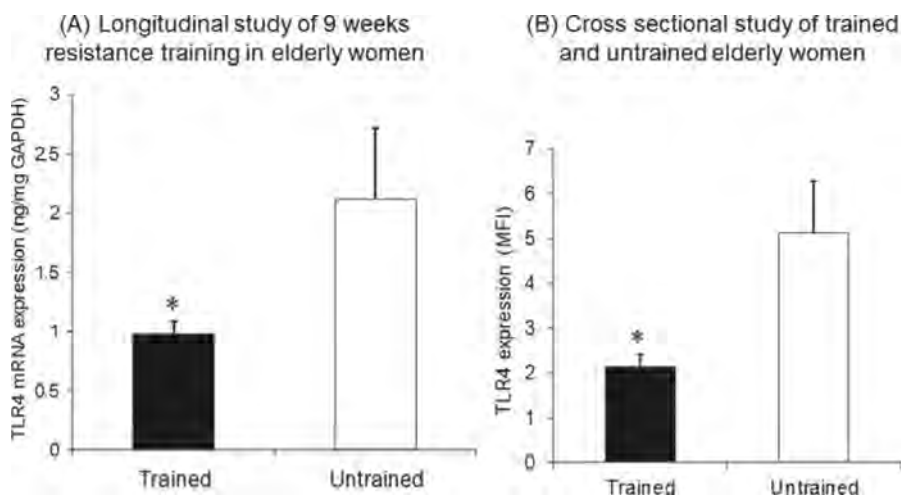 (A) Longitudinal study of 9 weeks
resistance training in elderly women
TLR4 mRNA expression (ng/mg GAPDH)
3
2.5
2
1.5
1
0.5
0
*
Trained
Untrained
(B) Cross sectional study of trained
and untrained elderly women
TLR4 expression (MFI)
7
6
5
4
3
2
1
0
*
Trained
Untrained